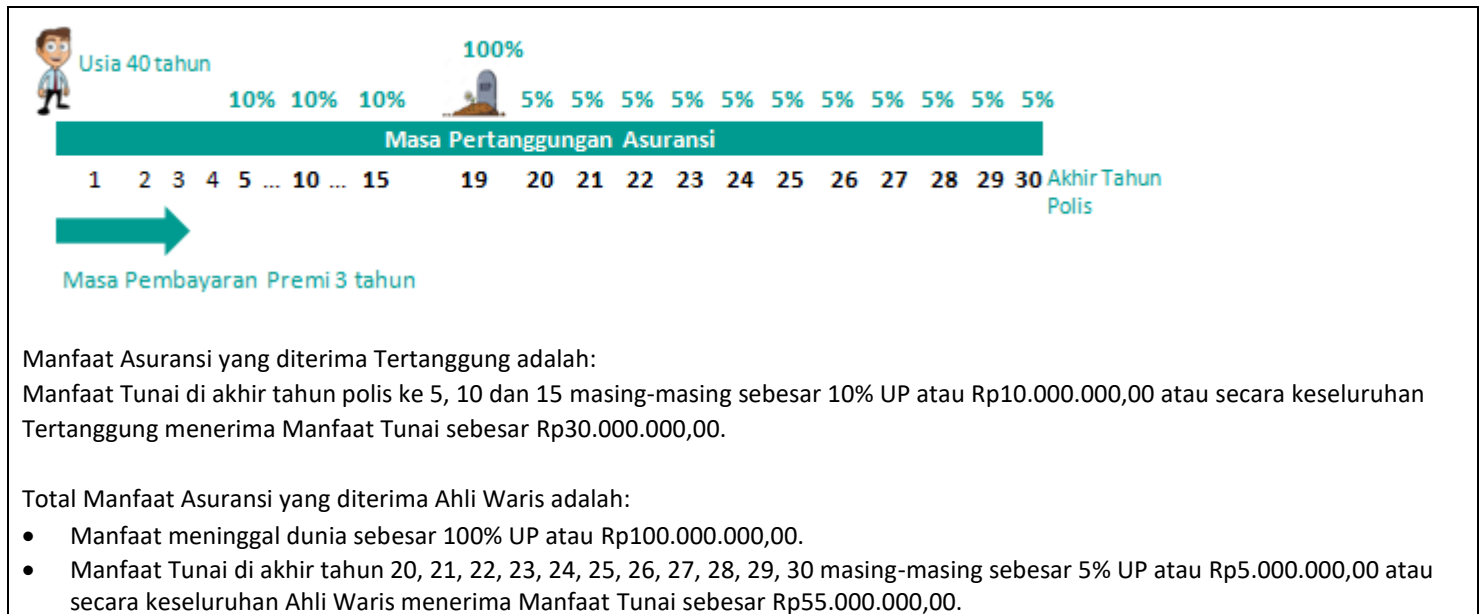 Usia 40 tahun
100%
10% 10% 10% 5% 5% 5% 5% 5% 5% 5% 5% 5% 5% 5%
Masa Pertanggungan Asuransi
1 2 3 4 5 ... 10 ... 15 19 20 21 22 23 24 25 26 27 28 29 30 Akhir Tahun
Polis
Masa Pembayaran Premi 3 tahun
Manfaat Asuransi yang diterima Tertanggung adalah:
Manfaat Tunai di akhir tahun polis ke 5, 10 dan 15 masing-masing sebesar 10% UP atau Rp10.000.000,00 atau secara keseluruhan
Tertanggung menerima Manfaat Tunai sebesar Rp30.000.000,00.
Total Manfaat Asuransi yang diterima Ahli Waris adalah:
• Manfaat meninggal dunia sebesar 100% UP atau Rp100.000.000,00.
• Manfaat Tunai di akhir tahun 20, 21, 22, 23, 24, 25, 26, 27, 28, 29, 30 masing-masing sebesar 5% UP atau Rp5.000.000,00 atau
secara keseluruhan Ahli Waris menerima Manfaat Tunai sebesar Rp55.000.000,00.